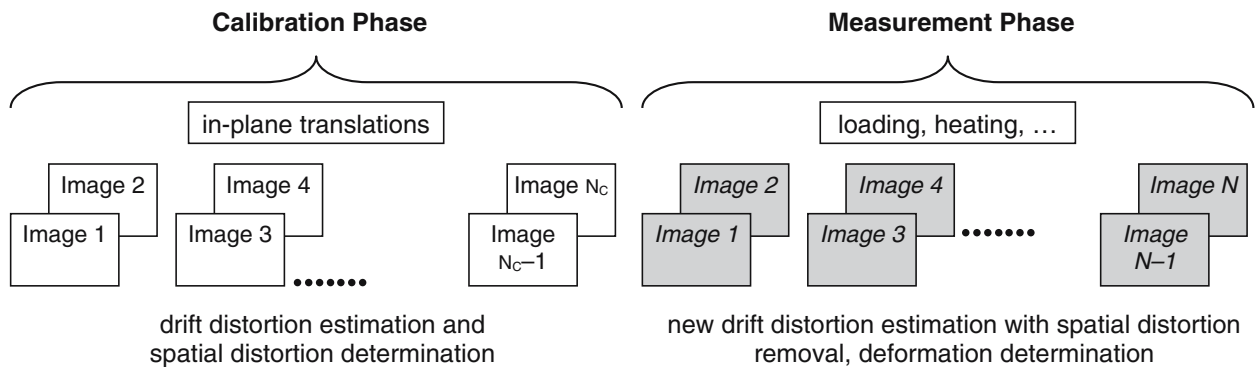 Calibration Phase
Measurement Phase
in-plane translations
loading, heating, …
Image 2
Image 4
Image NC
Image 1
Image 3
Image
NC–1
Image 2
Image 4
Image N
Image 1
Image 3
Image
N–1
drift distortion estimation and
spatial distortion determination
new drift distortion estimation with spatial distortion
removal, deformation determination